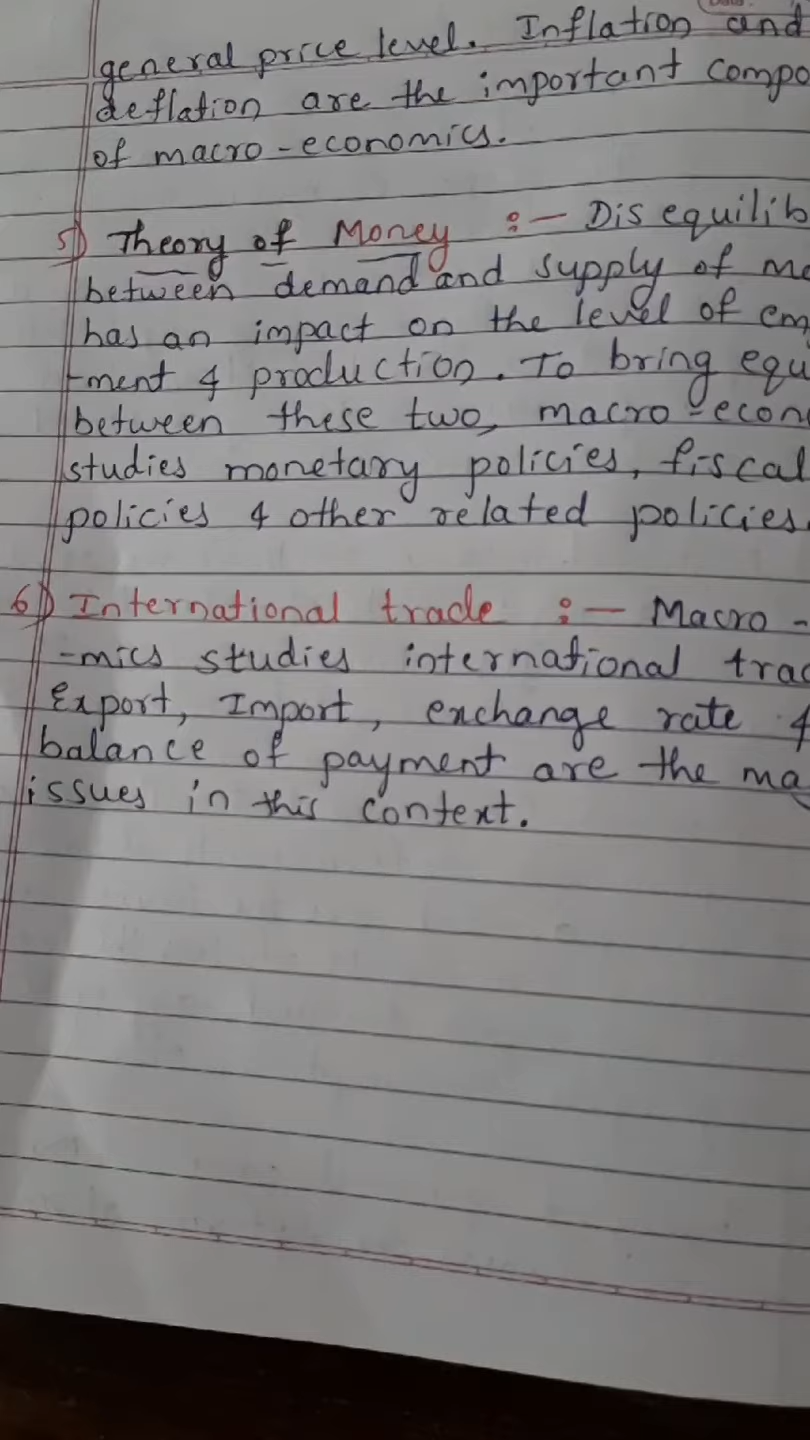 general price level. Inflation and
deflation are the important compo
of macro-economics.
5) Theory of Money :- Disequilib
between demand and supply of mo
has an impact on the level of em
-ment & production. To bring equ
between these two, macro-econo
studies monetary policies, fiscal
policies & other related policies.
6) International trade :- Macro-
-mics studies international trad
Export, Import, exchange rate &
balance of payment are the ma
issues in this context.